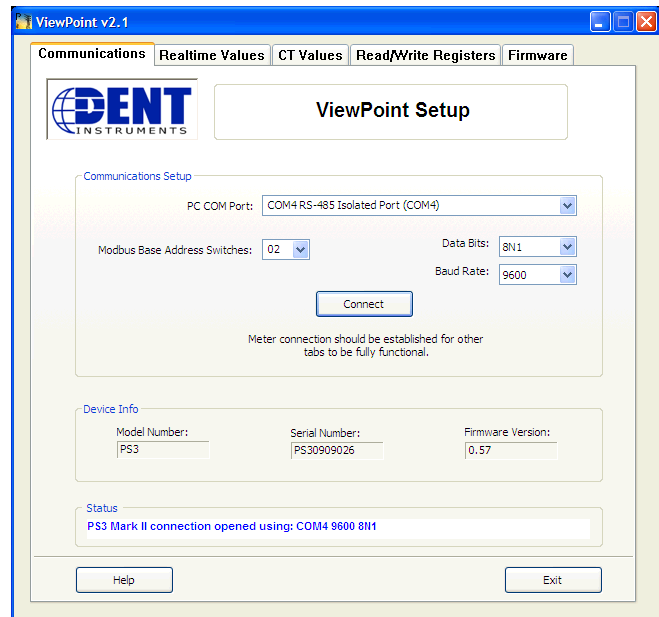 ViewPoint v2.1
Communications Realtime Values CT Values Read/Write Registers Firmware
DENT
INSTRUMENTS
ViewPoint Setup
Communications Setup
PC COM Port: COM4 RS-485 Isolated Port (COM4)
Modbus Base Address Switches: 02 Data Bits: 8N1
Baud Rate: 9600
Connect
Meter connection should be established for other
tabs to be fully functional.
Device Info
Model Number: Serial Number: Firmware Version:
PS3 PS30909026 0.57
Status
PS3 Mark II connection opened using: COM4 9600 8N1
Help Exit